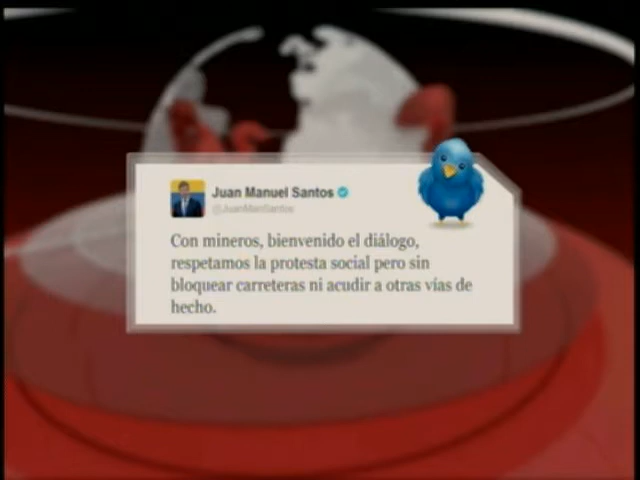 Juan Manuel Santos
@JuanManSantos
Con mineros, bienvenido el diálogo,
respetamos la protesta social pero sin
bloquear carreteras ni acudir a otras vías de
hecho.